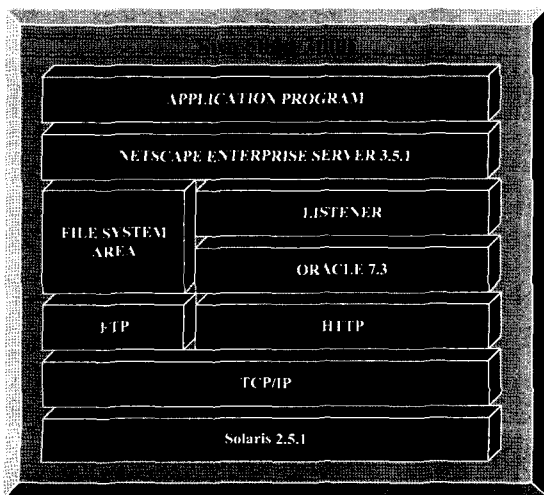 APPLICATION PROGRAM
NETSCAPE ENTERPRISE SERVER 3.5.1
FILE SYSTEM
AREA
LISTENER
ORACLE 7.3
FTP
HTTP
TCP/IP
Solaris 2.5.1